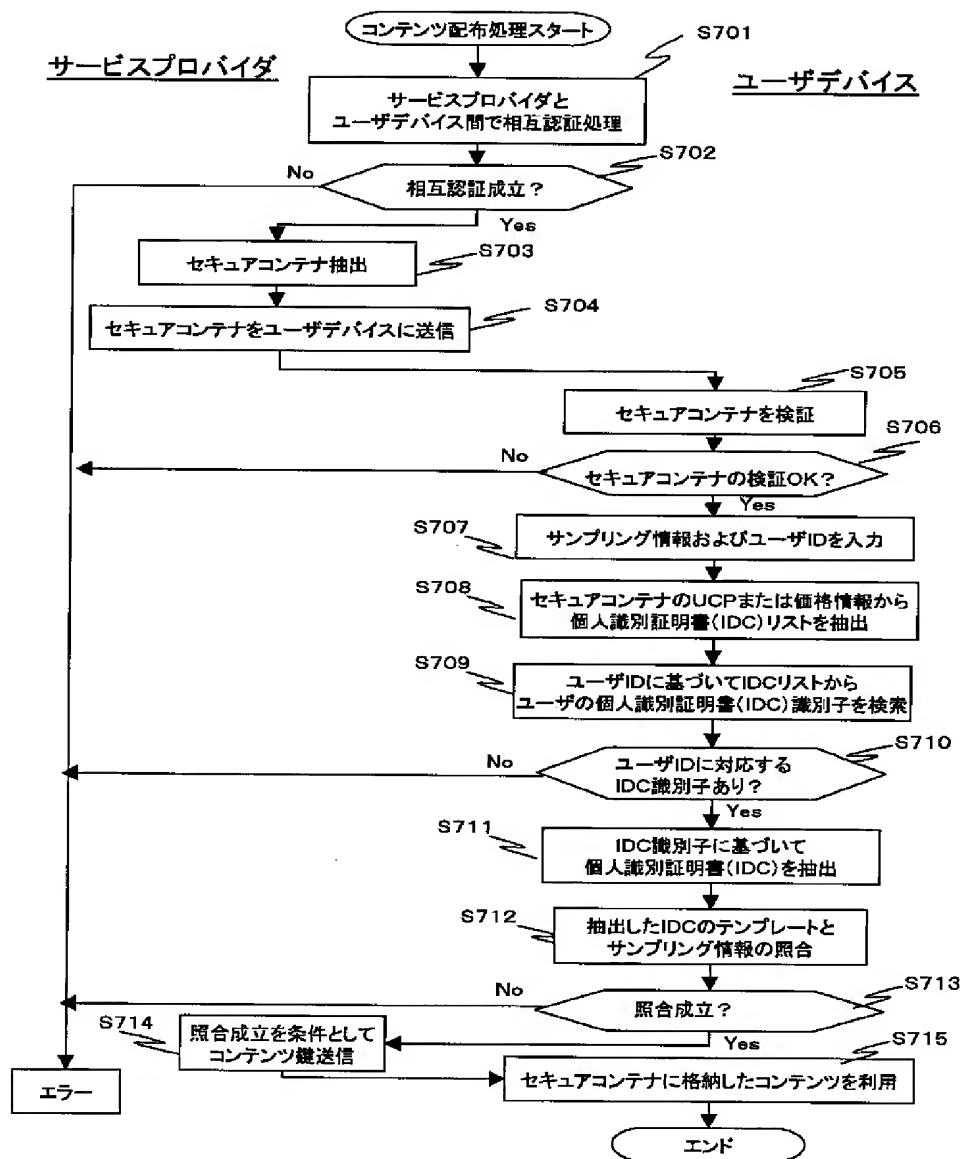 コンテンツ配布処理スタート
S701
サービスプロバイダ
ユーザデバイス
サービスプロバイダと
ユーザデバイス間で相互認証処理
S702
No
相互認証成立？
Yes
S703
セキュアコンテナ抽出
S704
セキュアコンテナをユーザデバイスに送信
S705
セキュアコンテナを検証
S706
No
セキュアコンテナの検証OK？
Yes
S707
サンプリング情報およびユーザIDを入力
S708
セキュアコンテナのUCPまたは価格情報から
個人識別証明書(IDC)リストを抽出
S709
ユーザIDに基づいてIDCリストから
ユーザの個人識別証明書(IDC)識別子を検索
S710
No
ユーザIDに対応する
IDC識別子あり？
Yes
S711
IDC識別子に基づいて
個人識別証明書(IDC)を抽出
S712
抽出したIDCのテンプレートと
サンプリング情報の照合
S713
No
照合成立？
S714
照合成立を条件として
コンテンツ鍵送信
Yes
S715
エラー
セキュアコンテナに格納したコンテンツを利用
エンド